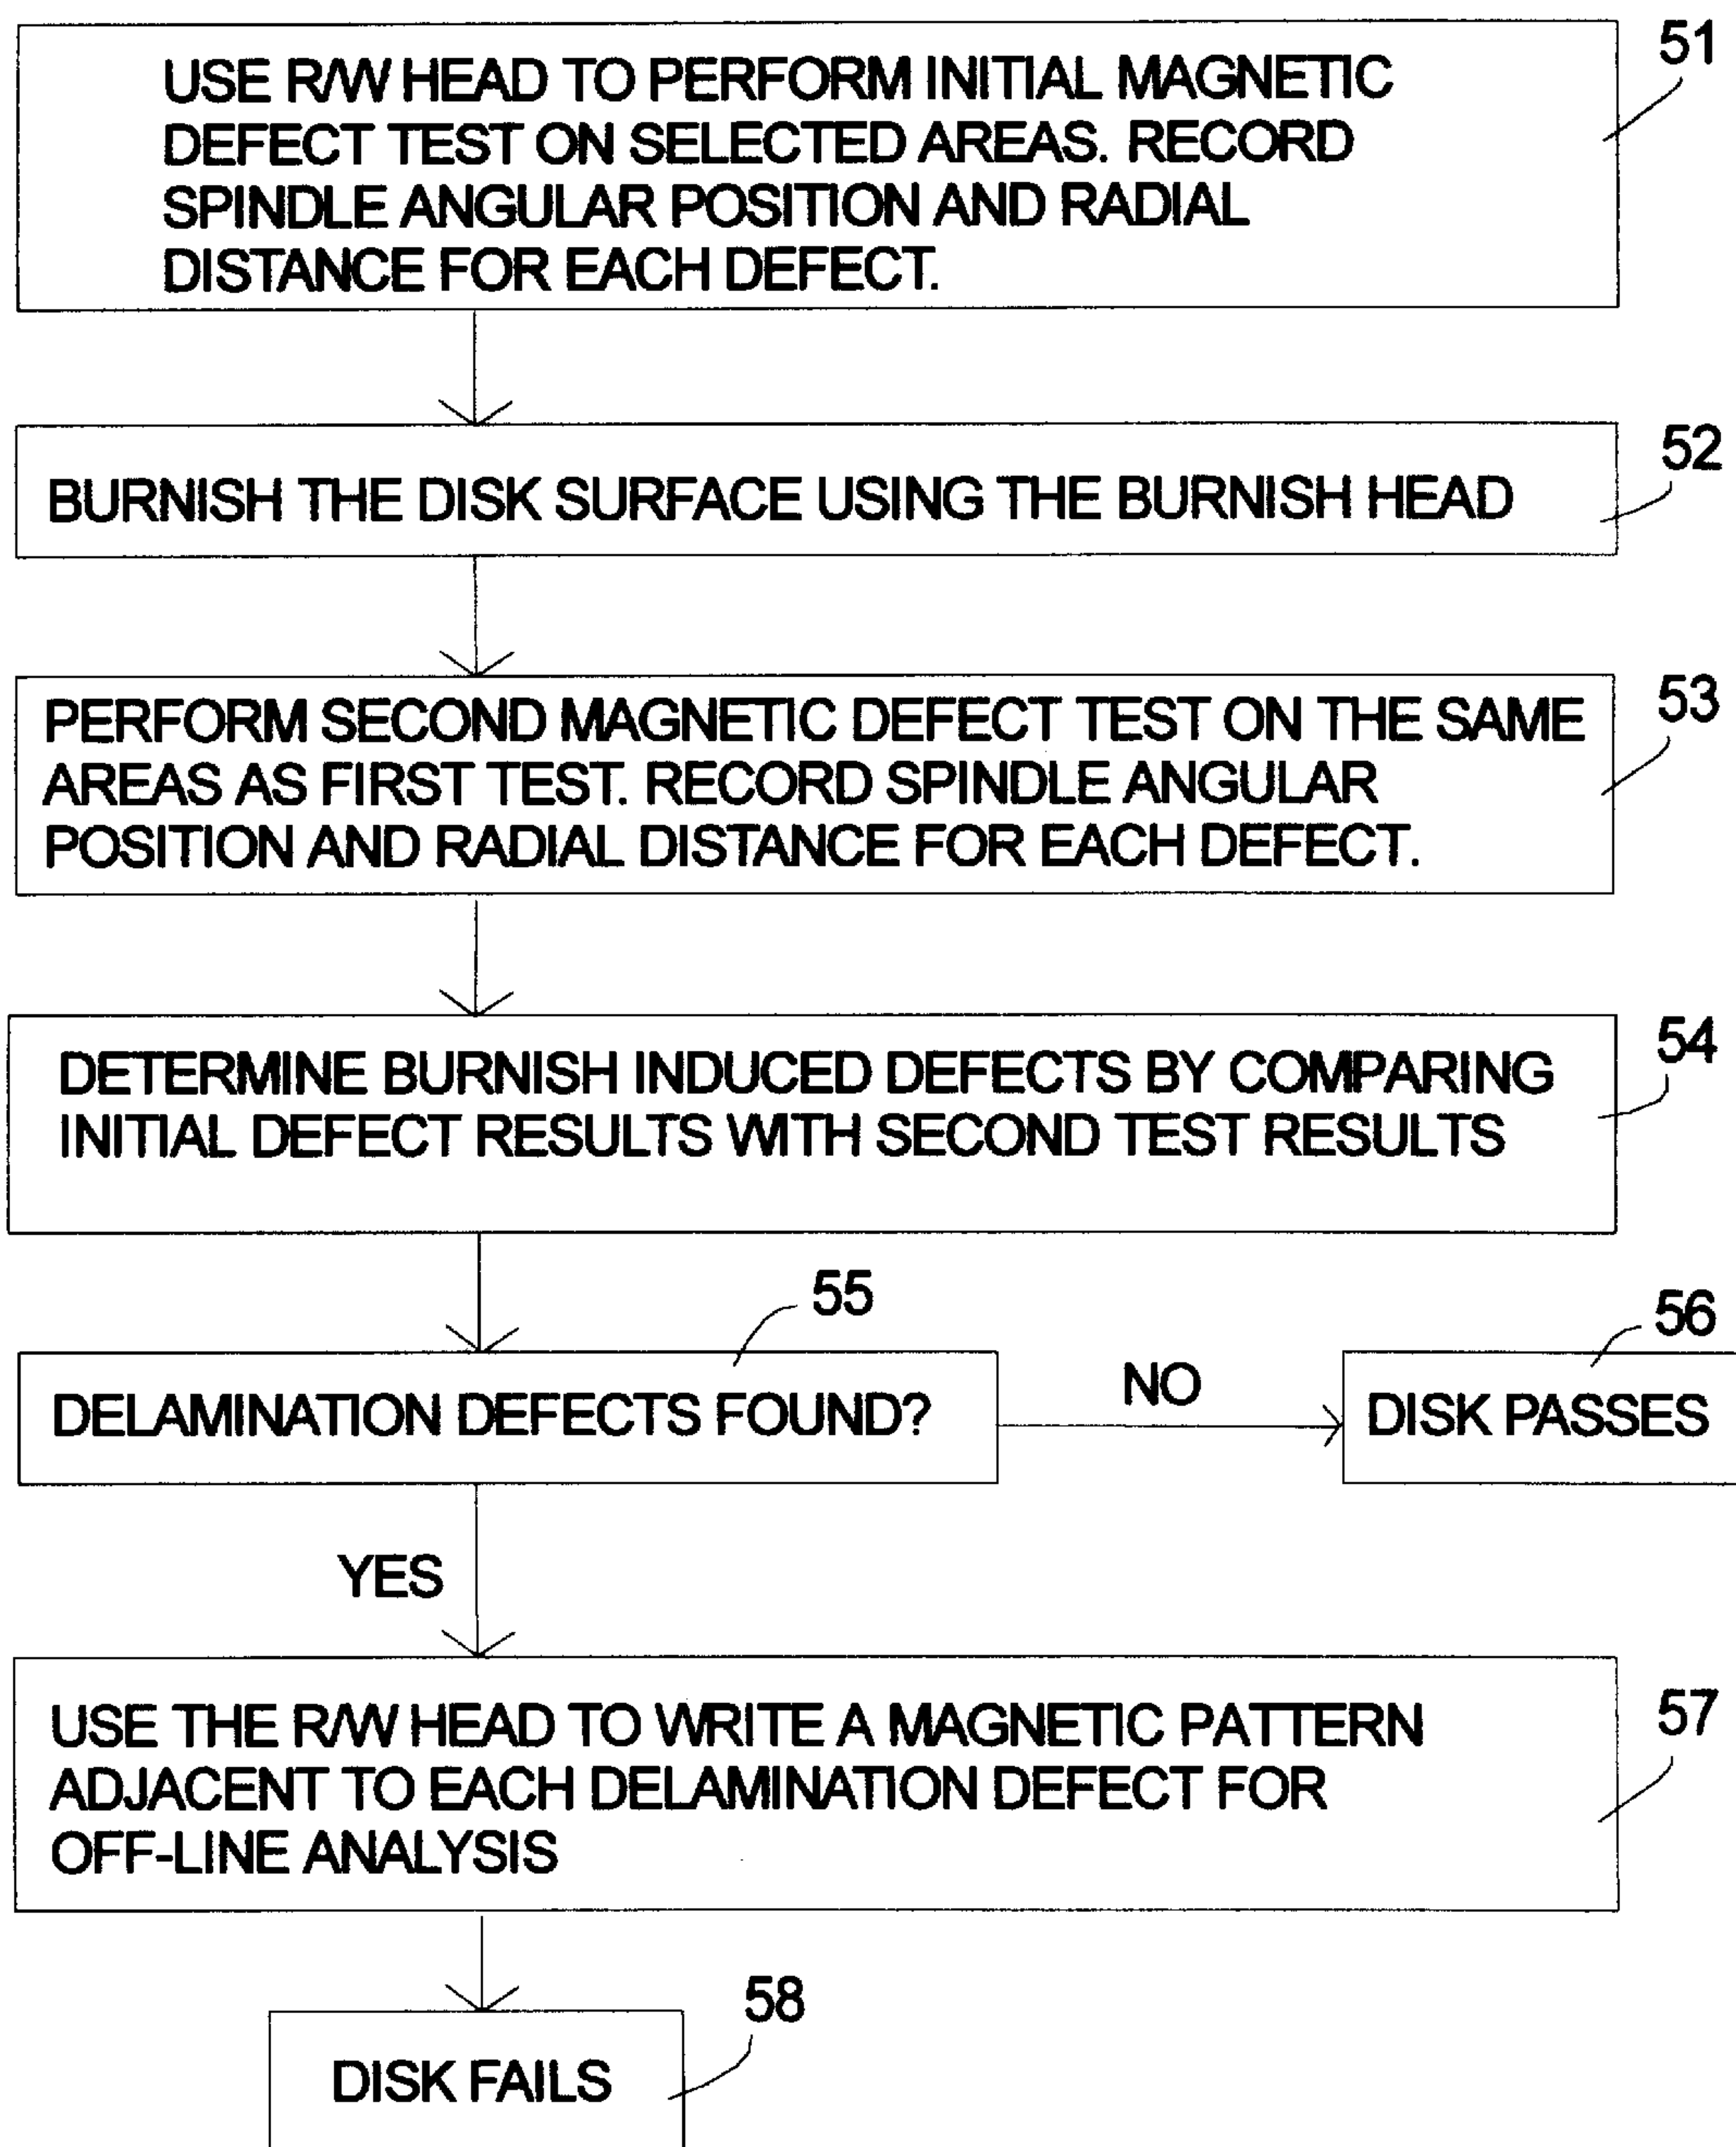 51
USE R/W HEAD TO PERFORM INITIAL MAGNETIC
DEFECT TEST ON SELECTED AREAS. RECORD
SPINDLE ANGULAR POSITION AND RADIAL
DISTANCE FOR EACH DEFECT.
52
BURNISH THE DISK SURFACE USING THE BURNISH HEAD
53
PERFORM SECOND MAGNETIC DEFECT TEST ON THE SAME
AREAS AS FIRST TEST. RECORD SPINDLE ANGULAR
POSITION AND RADIAL DISTANCE FOR EACH DEFECT.
54
DETERMINE BURNISH INDUCED DEFECTS BY COMPARING
INITIAL DEFECT RESULTS WITH SECOND TEST RESULTS
55
DELAMINATION DEFECTS FOUND?
NO
56
DISK PASSES
YES
57
USE THE R/W HEAD TO WRITE A MAGNETIC PATTERN
ADJACENT TO EACH DELAMINATION DEFECT FOR
OFF-LINE ANALYSIS
58
DISK FAILS